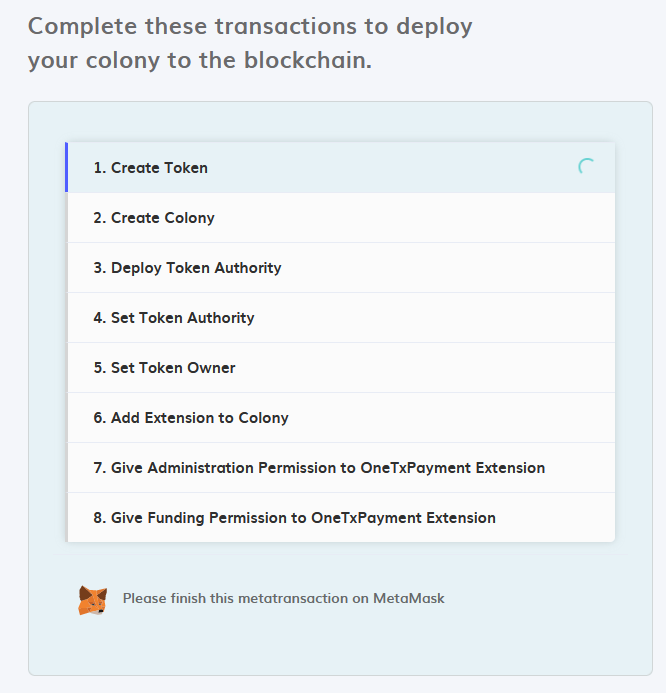 Complete these transactions to deploy
your colony to the blockchain.
1. Create Token
2. Create Colony
3. Deploy Token Authority
4. Set Token Authority
5. Set Token Owner
6. Add Extension to Colony
7. Give Administration Permission to OneTxPayment Extension
8. Give Funding Permission to OneTxPayment Extension
Please finish this metatransaction on MetaMask